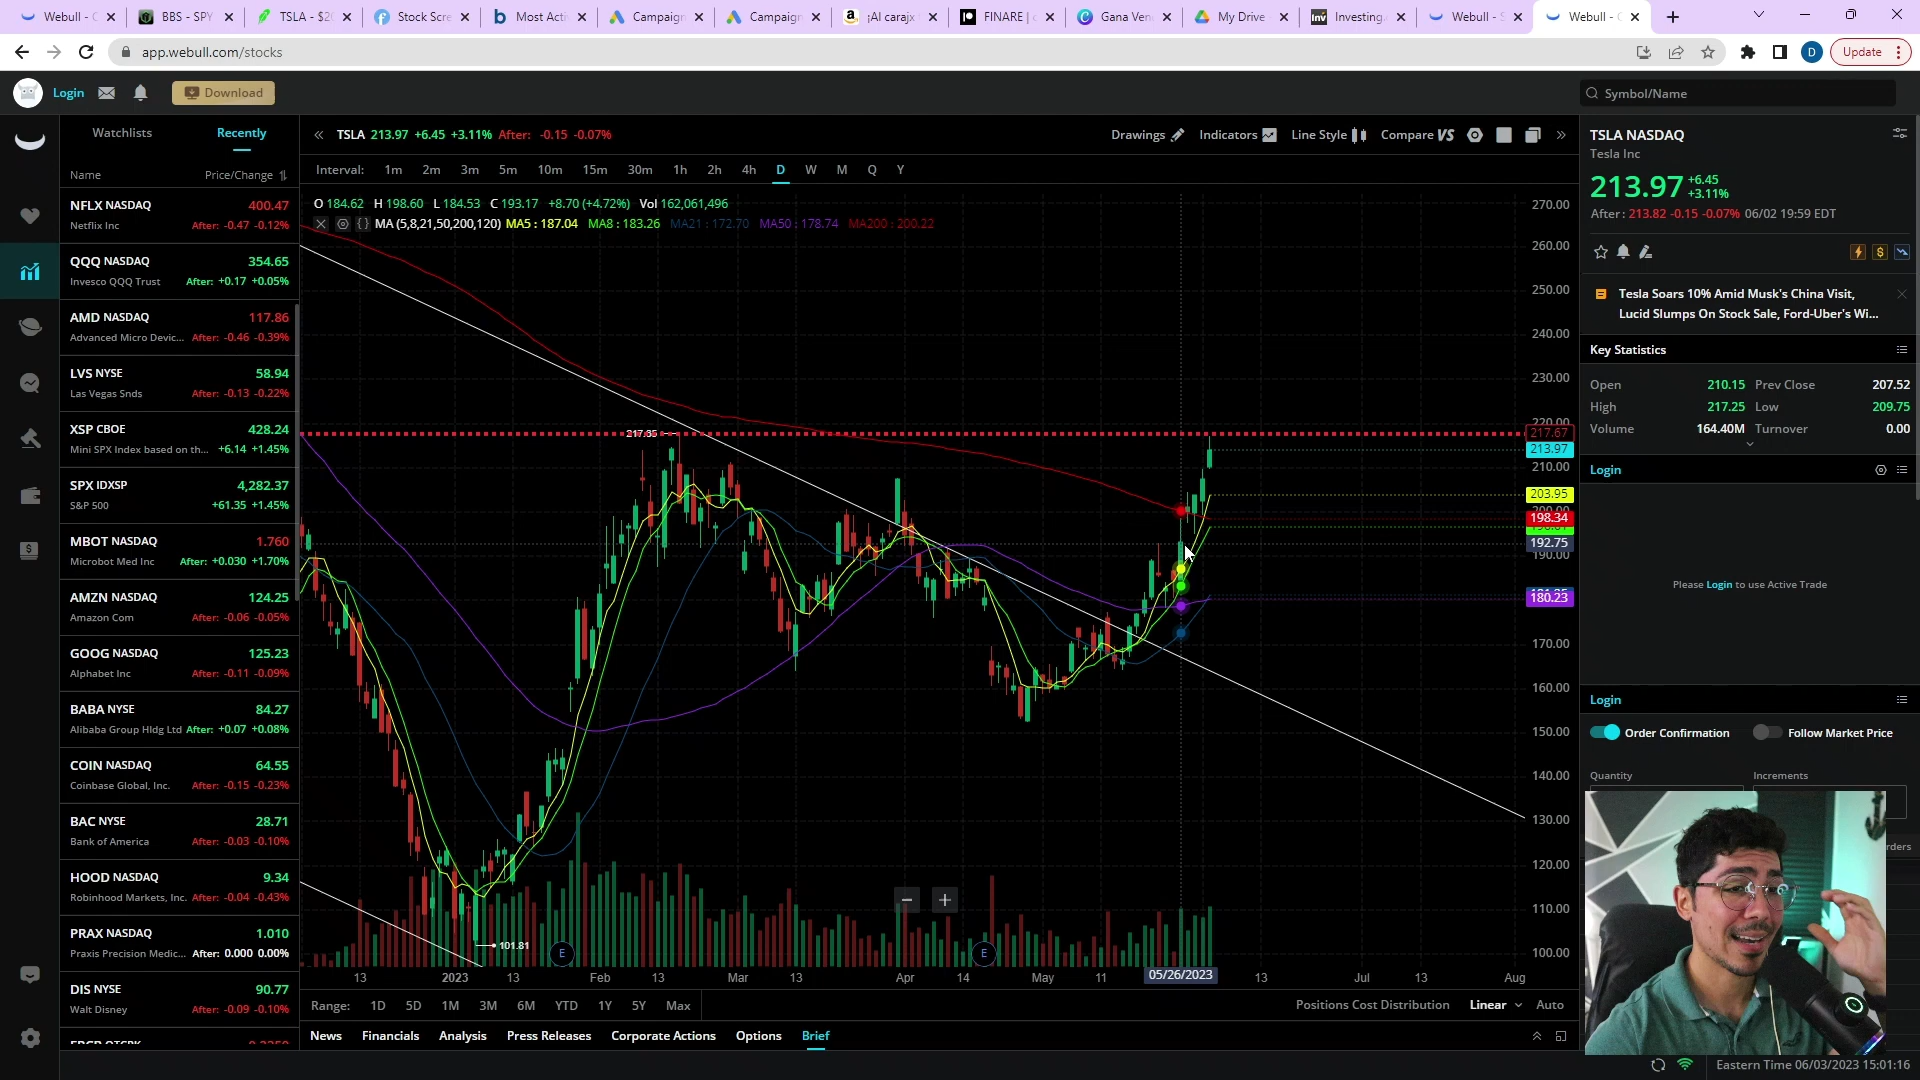 Webull - C
BBS - SPY
TSLA - $20
Stock Scre
Most Acti
Campaign
Campaign
¡Al carajx
FINARE | c
Gana Ven
My Drive
Investing.
Webull - S
Webull - C
app.webull.com/stocks
D
Update
Login
Download
Symbol/Name
Watchlists
Recently
Name
Price/Change
NFLX NASDAQ 400.47
Netflix Inc After: -0.47 -0.12%
QQQ NASDAQ 354.65
Invesco QQQ Trust After: +0.17 +0.05%
AMD NASDAQ 117.86
Advanced Micro Devic... After: -0.46 -0.39%
LVS NYSE 58.94
Las Vegas Snds After: -0.13 -0.22%
XSP CBOE 428.24
Mini SPX Index based on th... +6.14 +1.45%
SPX IDXSP 4,282.37
S&P 500 +61.35 +1.45%
MBOT NASDAQ 1.760
Microbot Med Inc After: +0.030 +1.70%
AMZN NASDAQ 124.25
Amazon Com After: -0.06 -0.05%
GOOG NASDAQ 125.23
Alphabet Inc After: -0.11 -0.09%
BABA NYSE 84.27
Alibaba Group Hldg Ltd After: +0.07 +0.08%
COIN NASDAQ 64.55
Coinbase Global, Inc. After: -0.15 -0.23%
BAC NYSE 28.71
Bank of America After: -0.03 -0.10%
HOOD NASDAQ 9.34
Robinhood Markets, Inc. After: -0.04 -0.43%
PRAX NASDAQ 1.010
Praxis Precision Medic... After: 0.000 0.00%
DIS NYSE 90.77
Walt Disney After: -0.09 -0.10%
TSLA 213.97 +6.45 +3.11% After: -0.15 -0.07%
Drawings
Indicators
Line Style
Compare VS
Interval: 1m 2m 3m 5m 10m 15m 30m 1h 2h 4h D W M Q Y
O 184.62 H 198.60 L 184.53 C 193.17 +8.70 (+4.72%) Vol 162,061,496
MA (5,8,21,50,200,120) MA5 : 187.04 MA8 : 183.26 MA21 : 172.70 MA50 : 178.74 MA200 : 200.22
270.00
260.00
250.00
240.00
230.00
220.00
217.67
213.97
210.00
203.95
198.34
192.75
190.00
180.23
170.00
160.00
150.00
140.00
130.00
120.00
110.00
100.00
101.81
E
E
13 2023 13 Feb 13 Mar 13 Apr 14 May 11 05/26/2023 13 Jul 13 Aug
Range: 1D 5D 1M 3M 6M YTD 1Y 5Y Max
Positions Cost Distribution
Linear
Auto
News Financials Analysis Press Releases Corporate Actions Options Brief
TSLA NASDAQ
Tesla Inc
213.97 +6.45
+3.11%
After: 213.82 -0.15 -0.07% 06/02 19:59 EDT
Tesla Soars 10% Amid Musk's China Visit,
Lucid Slumps On Stock Sale, Ford-Uber's Wi...
Key Statistics
Open 210.15 Prev Close 207.52
High 217.25 Low 209.75
Volume 164.40M Turnover 0.00
Login
Please Login to use Active Trade
Login
Order Confirmation
Follow Market Price
Quantity
Increments
Eastern Time 06/03/2023 15:01:16